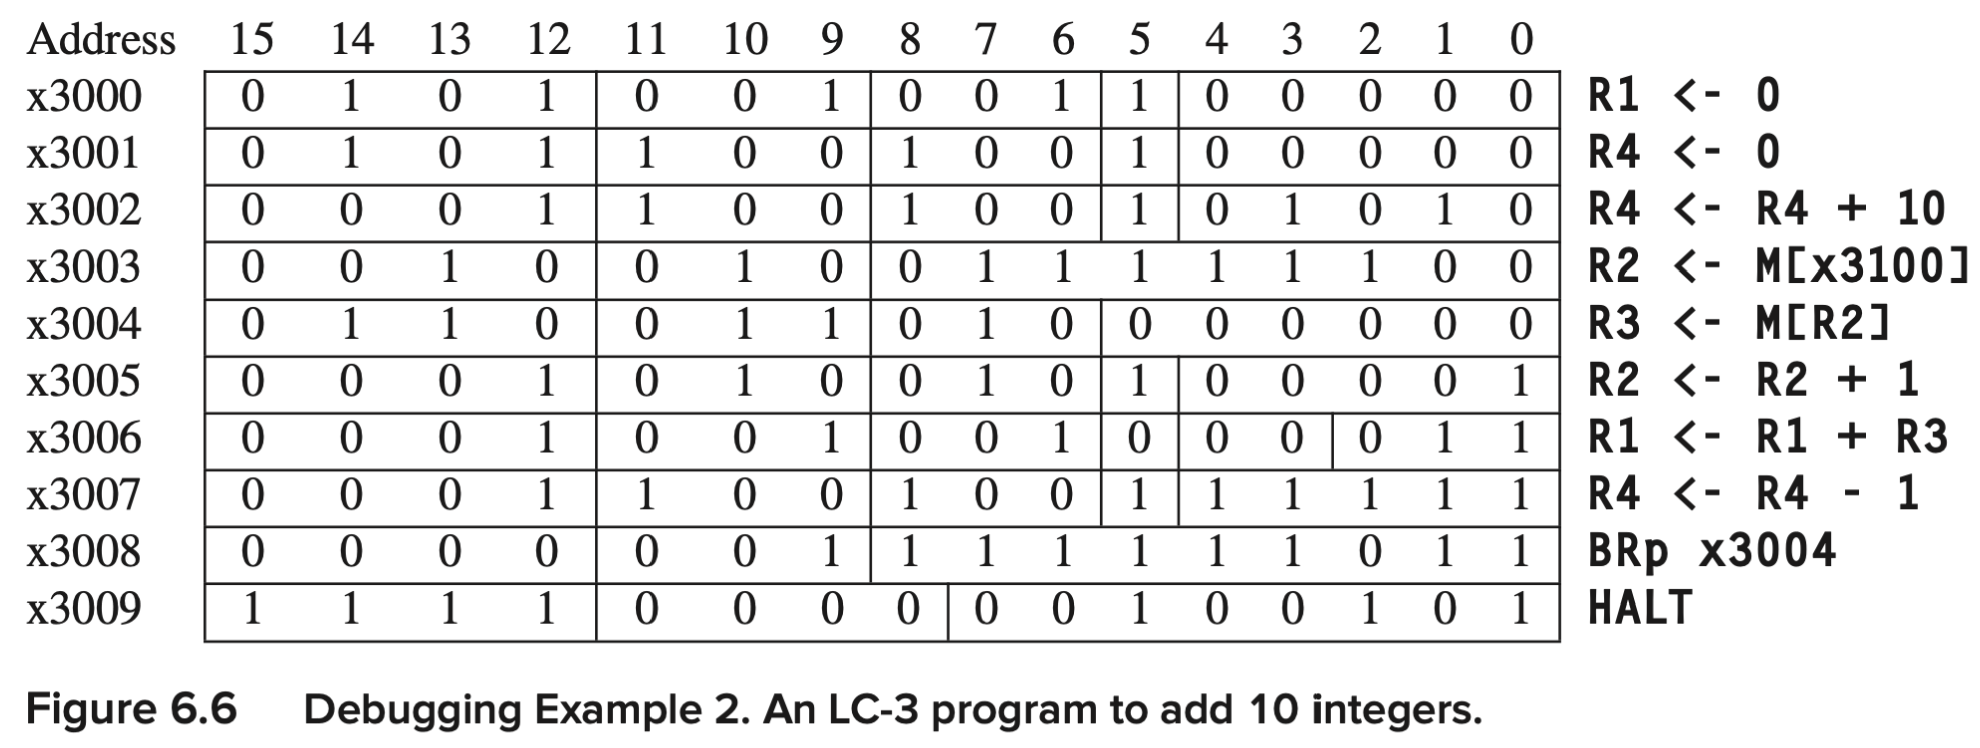 Address 15 14 13 12 11 10 9 8 7 6 5 4 3 2 1 0
x3000 0 1 0 1 0 0 1 0 0 1 1 0 0 0 0 0 R1 <- 0
x3001 0 1 0 1 1 0 0 1 0 0 1 0 0 0 0 0 R4 <- 0
x3002 0 0 0 1 1 0 0 1 0 0 1 0 1 0 1 0 R4 <- R4 + 10
x3003 0 0 1 0 0 1 0 0 1 1 1 1 1 1 0 0 R2 <- M[x3100]
x3004 0 1 1 0 0 1 1 0 1 0 0 0 0 0 0 0 R3 <- M[R2]
x3005 0 0 0 1 0 1 0 0 1 0 1 0 0 0 0 1 R2 <- R2 + 1
x3006 0 0 0 1 0 0 1 0 0 1 0 0 0 0 1 1 R1 <- R1 + R3
x3007 0 0 0 1 1 0 0 1 0 0 1 1 1 1 1 1 R4 <- R4 - 1
x3008 0 0 0 0 0 0 1 1 1 1 1 1 1 0 1 1 BRp x3004
x3009 1 1 1 1 0 0 0 0 0 0 1 0 0 1 0 1 HALT
Figure 6.6 Debugging Example 2. An LC-3 program to add 10 integers.